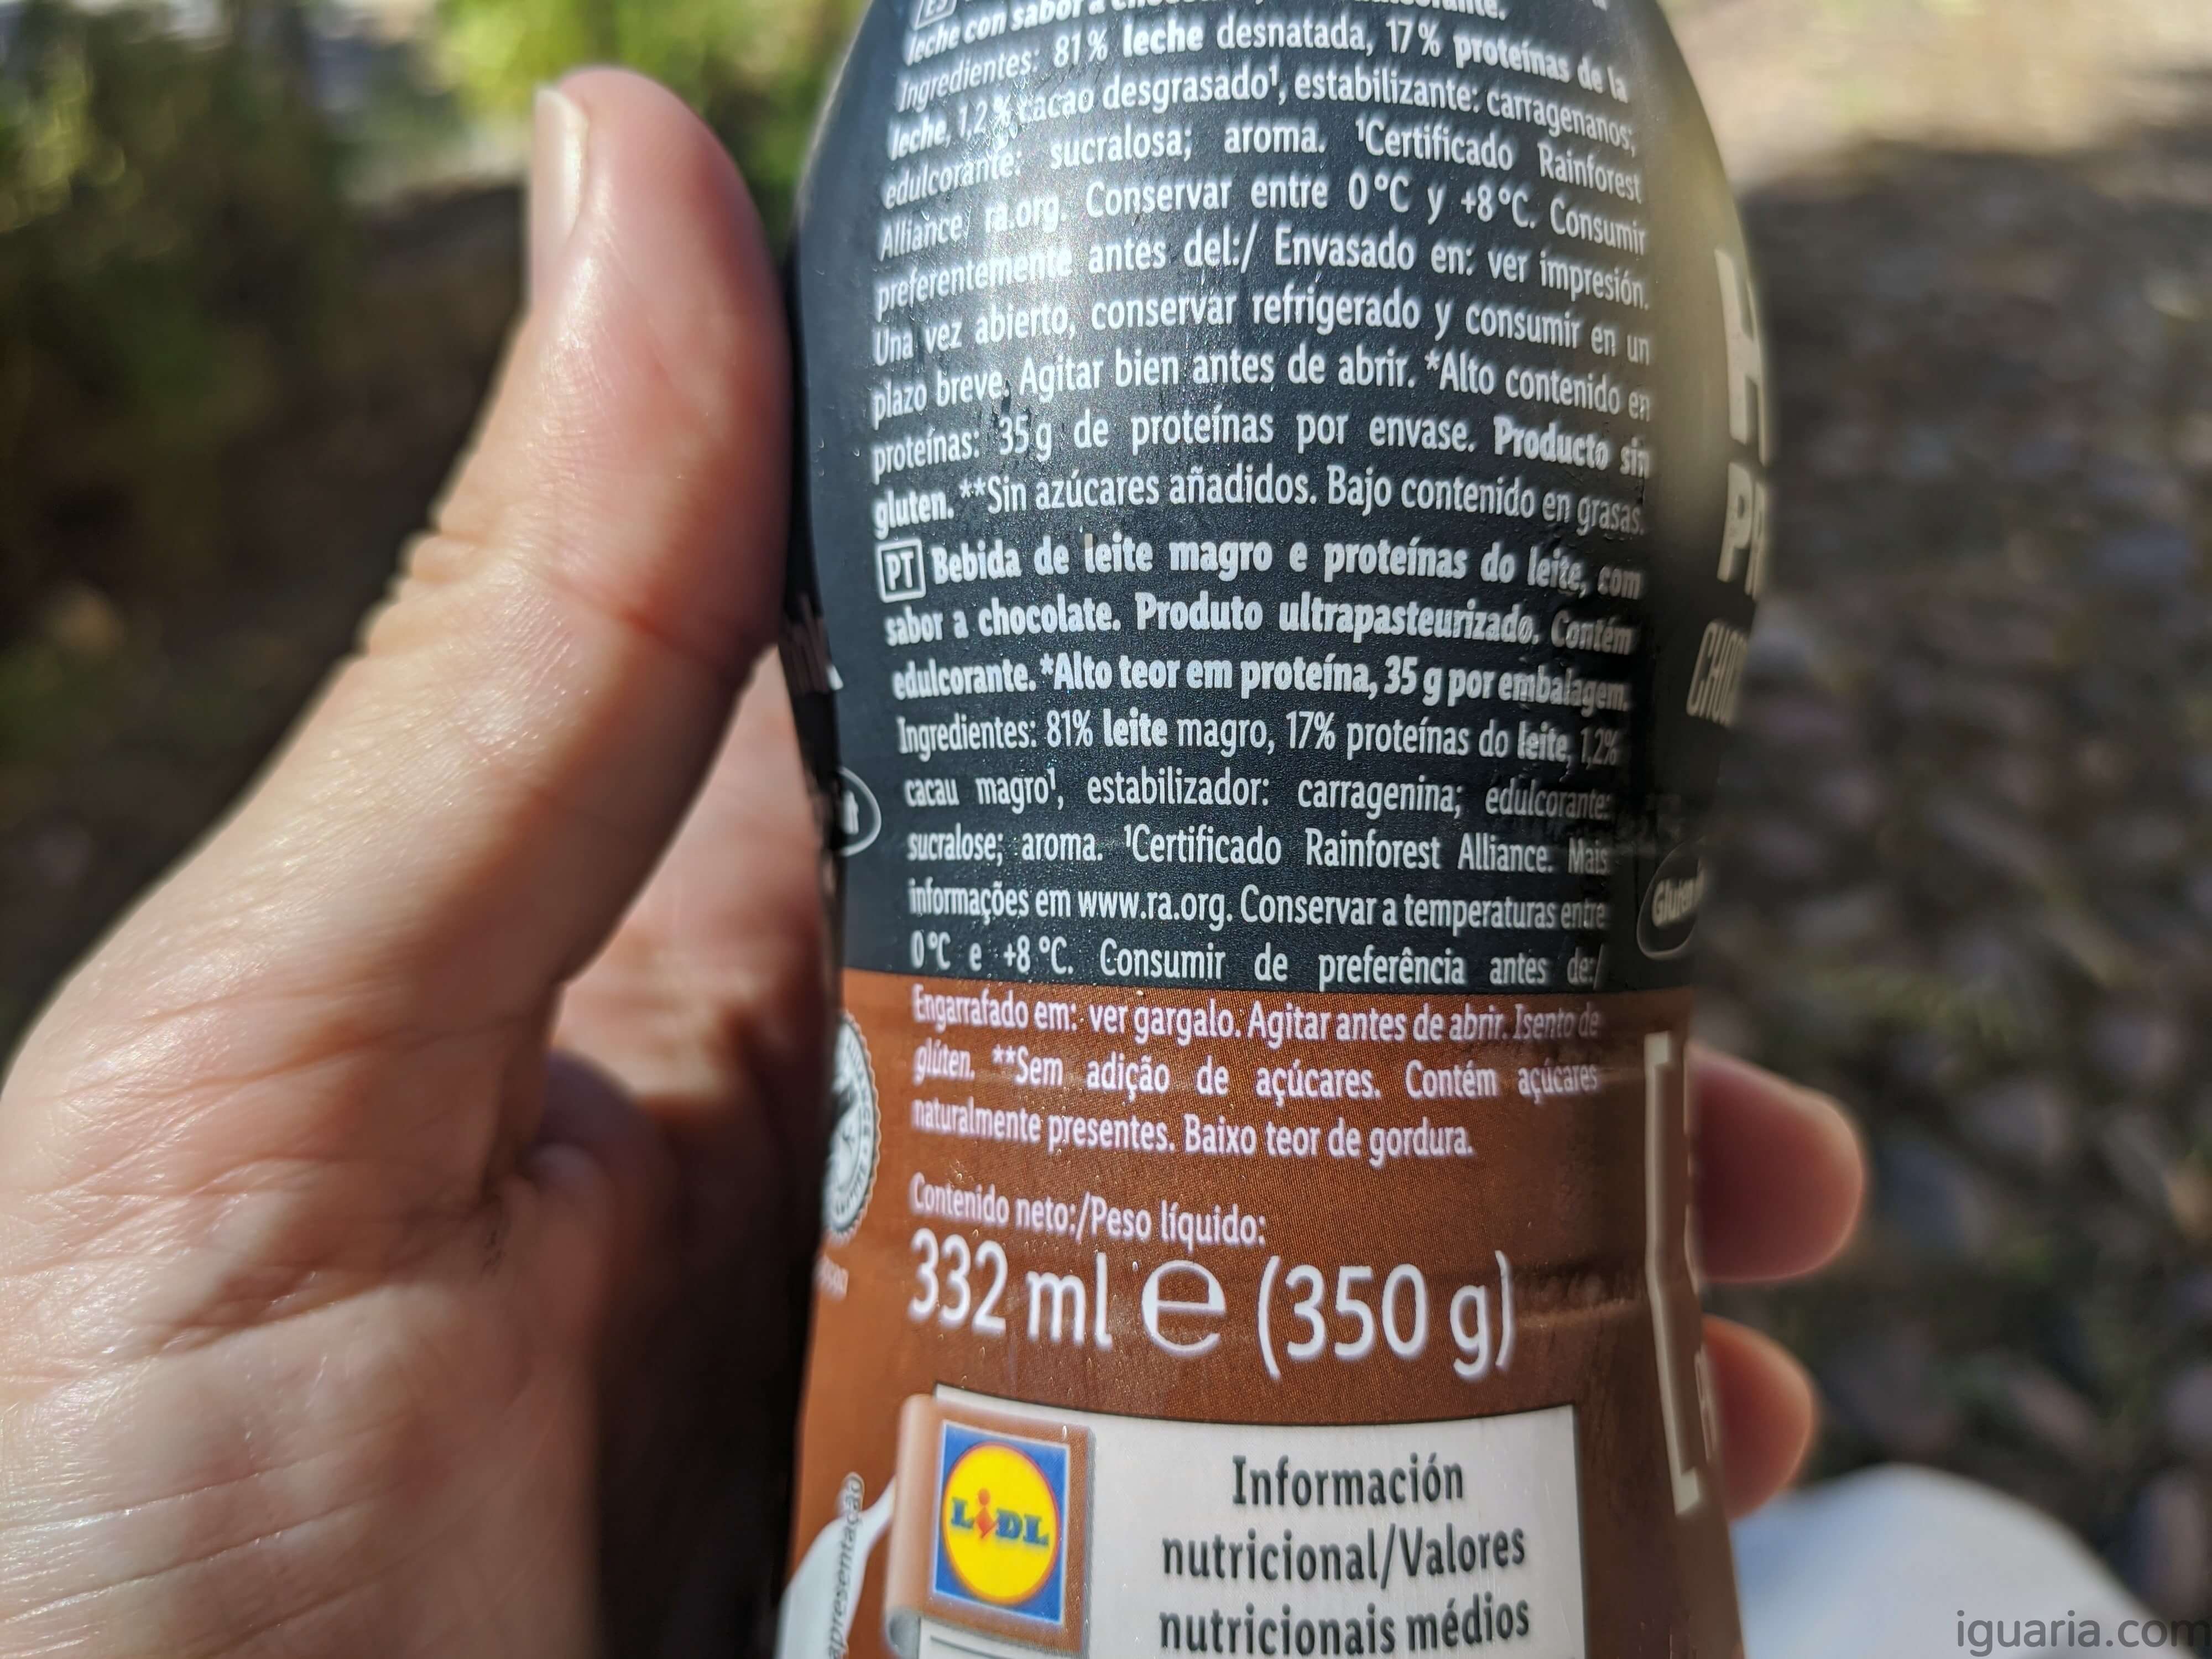 ES
leche con sabor a
Ingredientes: 81% leche desnatada, 17% proteínas de la
leche, 1,2% cacao desgrasado¹, estabilizante: carragenanos;
edulcorante: sucralosa; aroma. ¹Certificado Rainforest
Alliance. ra.org. Conservar entre 0°C y +8°C. Consumir
preferentemente antes del:/ Envasado en: ver impresión.
Una vez abierto, conservar refrigerado y consumir en un
plazo breve. Agitar bien antes de abrir. *Alto contenido en
proteínas: 35g de proteínas por envase. Producto sin
gluten. **Sin azúcares añadidos. Bajo contenido en grasas.
PT Bebida de leite magro e proteínas do leite, com
sabor a chocolate. Produto ultrapasteurizado. Contém
edulcorante. *Alto teor em proteína, 35 g por embalagem.
Ingredientes: 81% leite magro, 17% proteínas do leite, 1,2%
cacau magro¹, estabilizador: carragenina; edulcorante:
sucralose; aroma. ¹Certificado Rainforest Alliance. Mais
informações em www.ra.org. Conservar a temperaturas entre
0°C e +8°C. Consumir de preferência antes de:/
Engarrafado em: ver gargalo. Agitar antes de abrir. Isento de
glúten. **Sem adição de açúcares. Contém açúcares
naturalmente presentes. Baixo teor de gordura.
Contenido neto:/Peso líquido:
332 ml e (350 g)
LIDL
Información
nutricional/Valores
nutricionais médios
apresentação
Gluten
iguaria.com